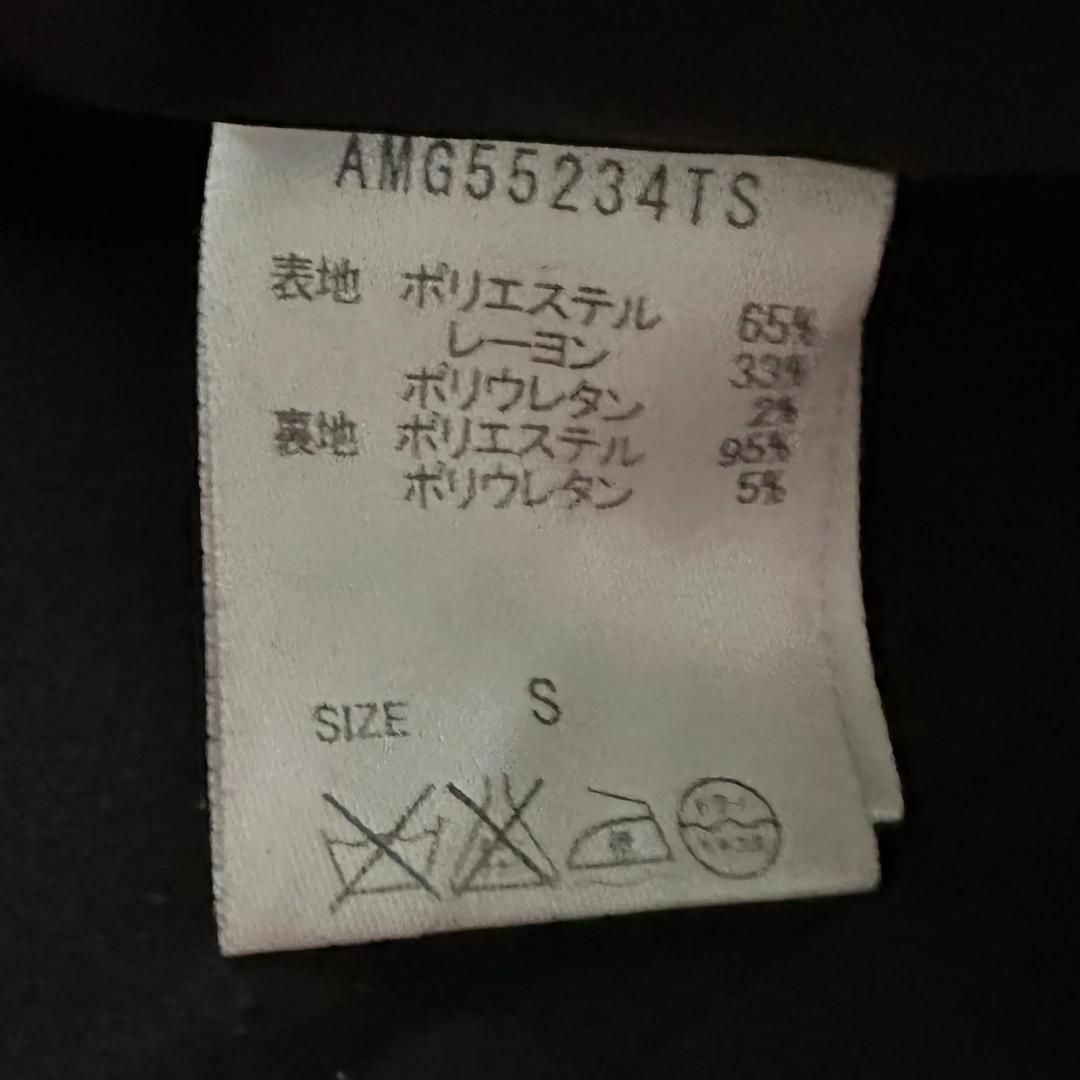 AMG55234TS
表地 ポリエステル 65%
レーヨン 33%
ポリウレタン 2%
裏地 ポリエステル 95%
ポリウレタン 5%
SIZE S